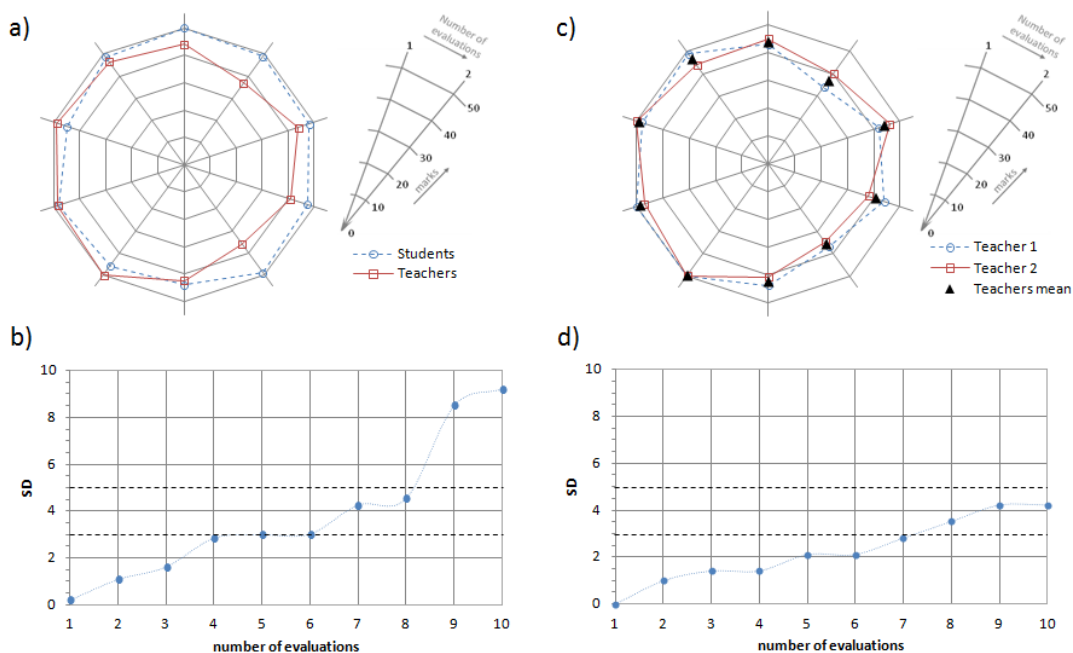 a)
Number of
evaluations
1
2
50
40
30
20
10
0
marks
Students
Teachers
c)
Number of
evaluations
1
2
50
40
30
20
10
0
marks
Teacher 1
Teacher 2
Teachers mean
b)
10
8
6
4
2
0
SD
1 2 3 4 5 6 7 8 9 10
number of evaluations
d)
10
8
6
4
2
0
SD
1 2 3 4 5 6 7 8 9 10
number of evaluations